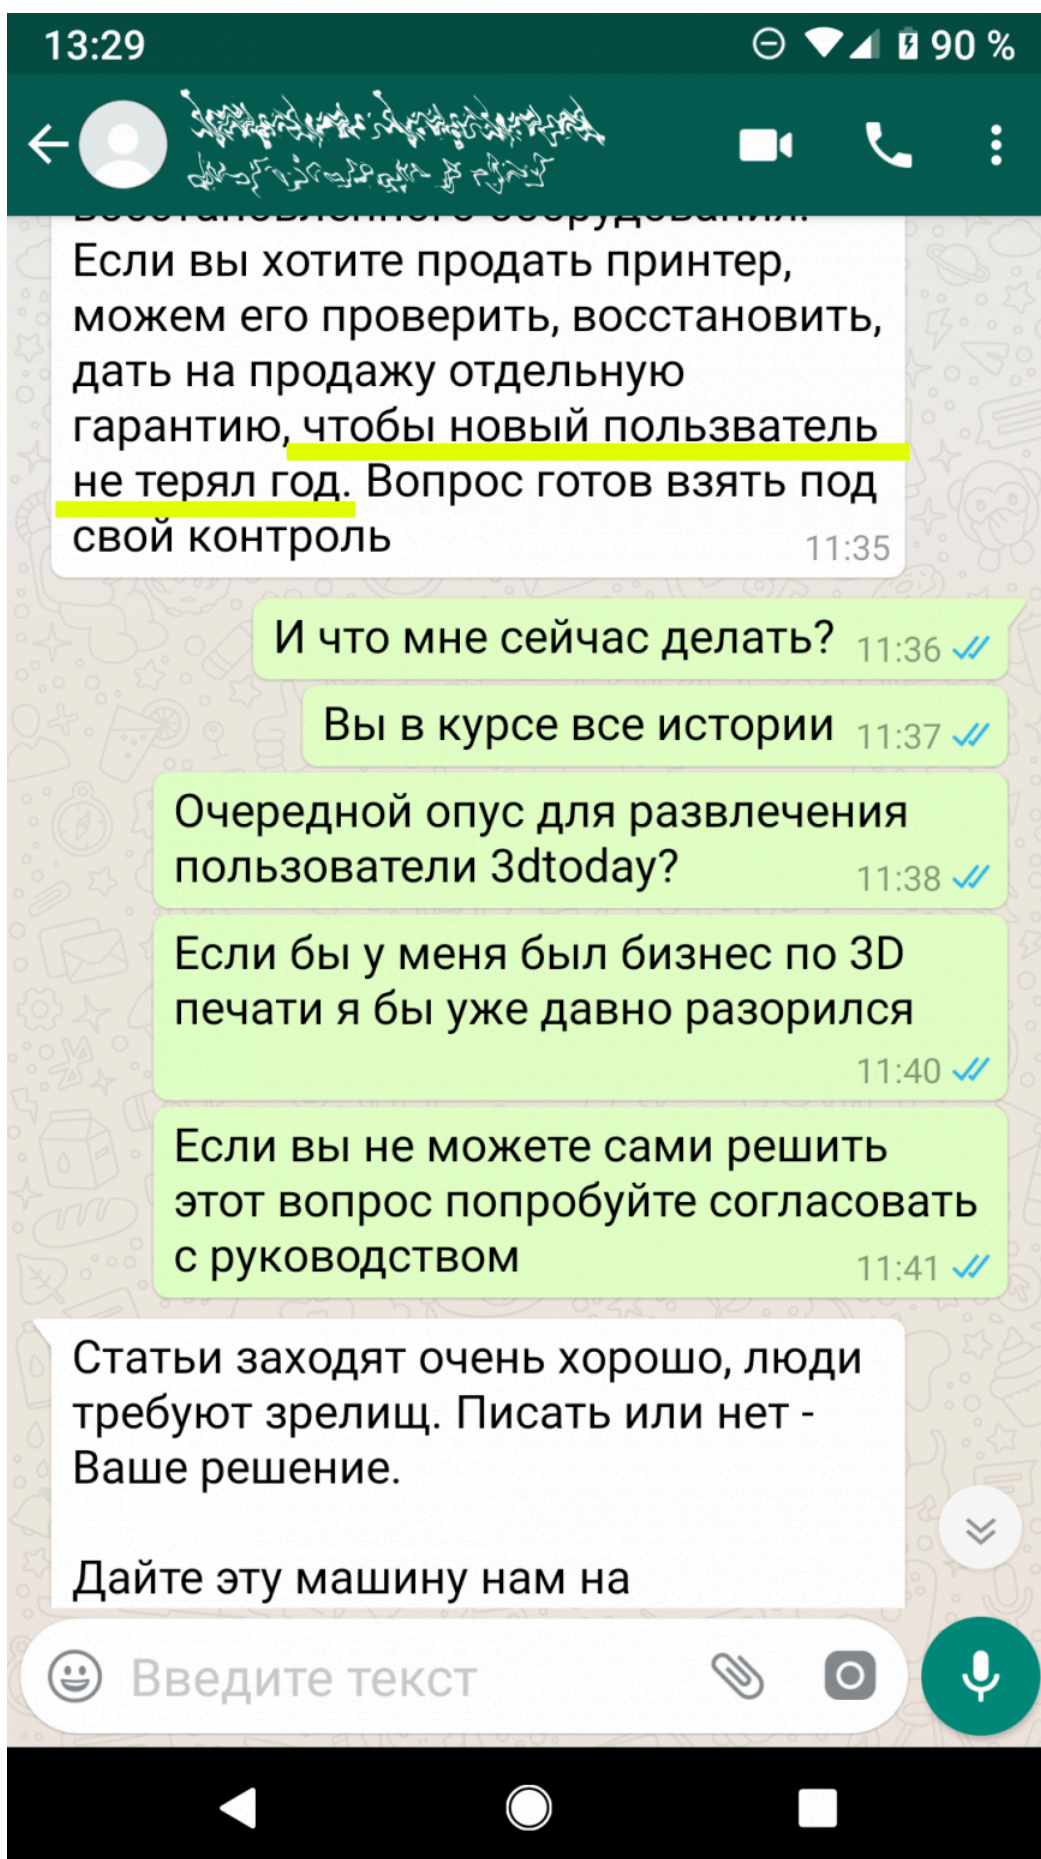 13:29
90 %
восстановленного оборудования.
Если вы хотите продать принтер,
можем его проверить, восстановить,
дать на продажу отдельную
гарантию, чтобы новый пользватель
не терял год. Вопрос готов взять под
свой контроль
11:35
И что мне сейчас делать?
11:36
Вы в курсе все истории
11:37
Очередной опус для развлечения
пользователи 3dtoday?
11:38
Если бы у меня был бизнес по 3D
печати я бы уже давно разорился
11:40
Если вы не можете сами решить
этот вопрос попробуйте согласовать
с руководством
11:41
Статьи заходят очень хорошо, люди
требуют зрелищ. Писать или нет -
Ваше решение.
Дайте эту машину нам на
Введите текст